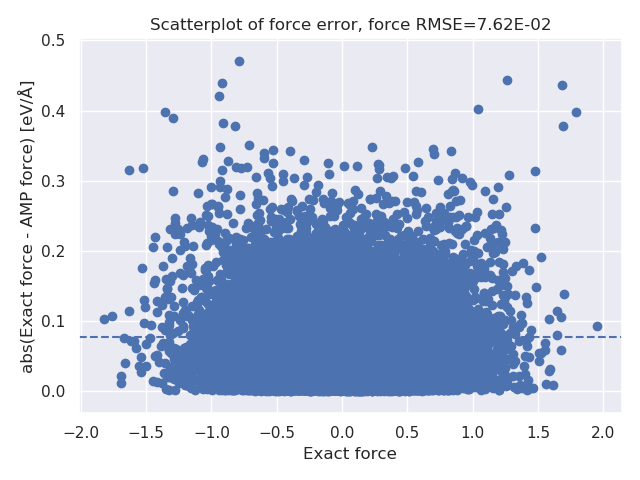 Scatterplot of force error, force RMSE=7.62E-02
abs(Exact force - AMP force) [eV/Å]
0.5
0.4
0.3
0.2
0.1
0.0
−2.0 −1.5 −1.0 −0.5 0.0 0.5 1.0 1.5 2.0
Exact force